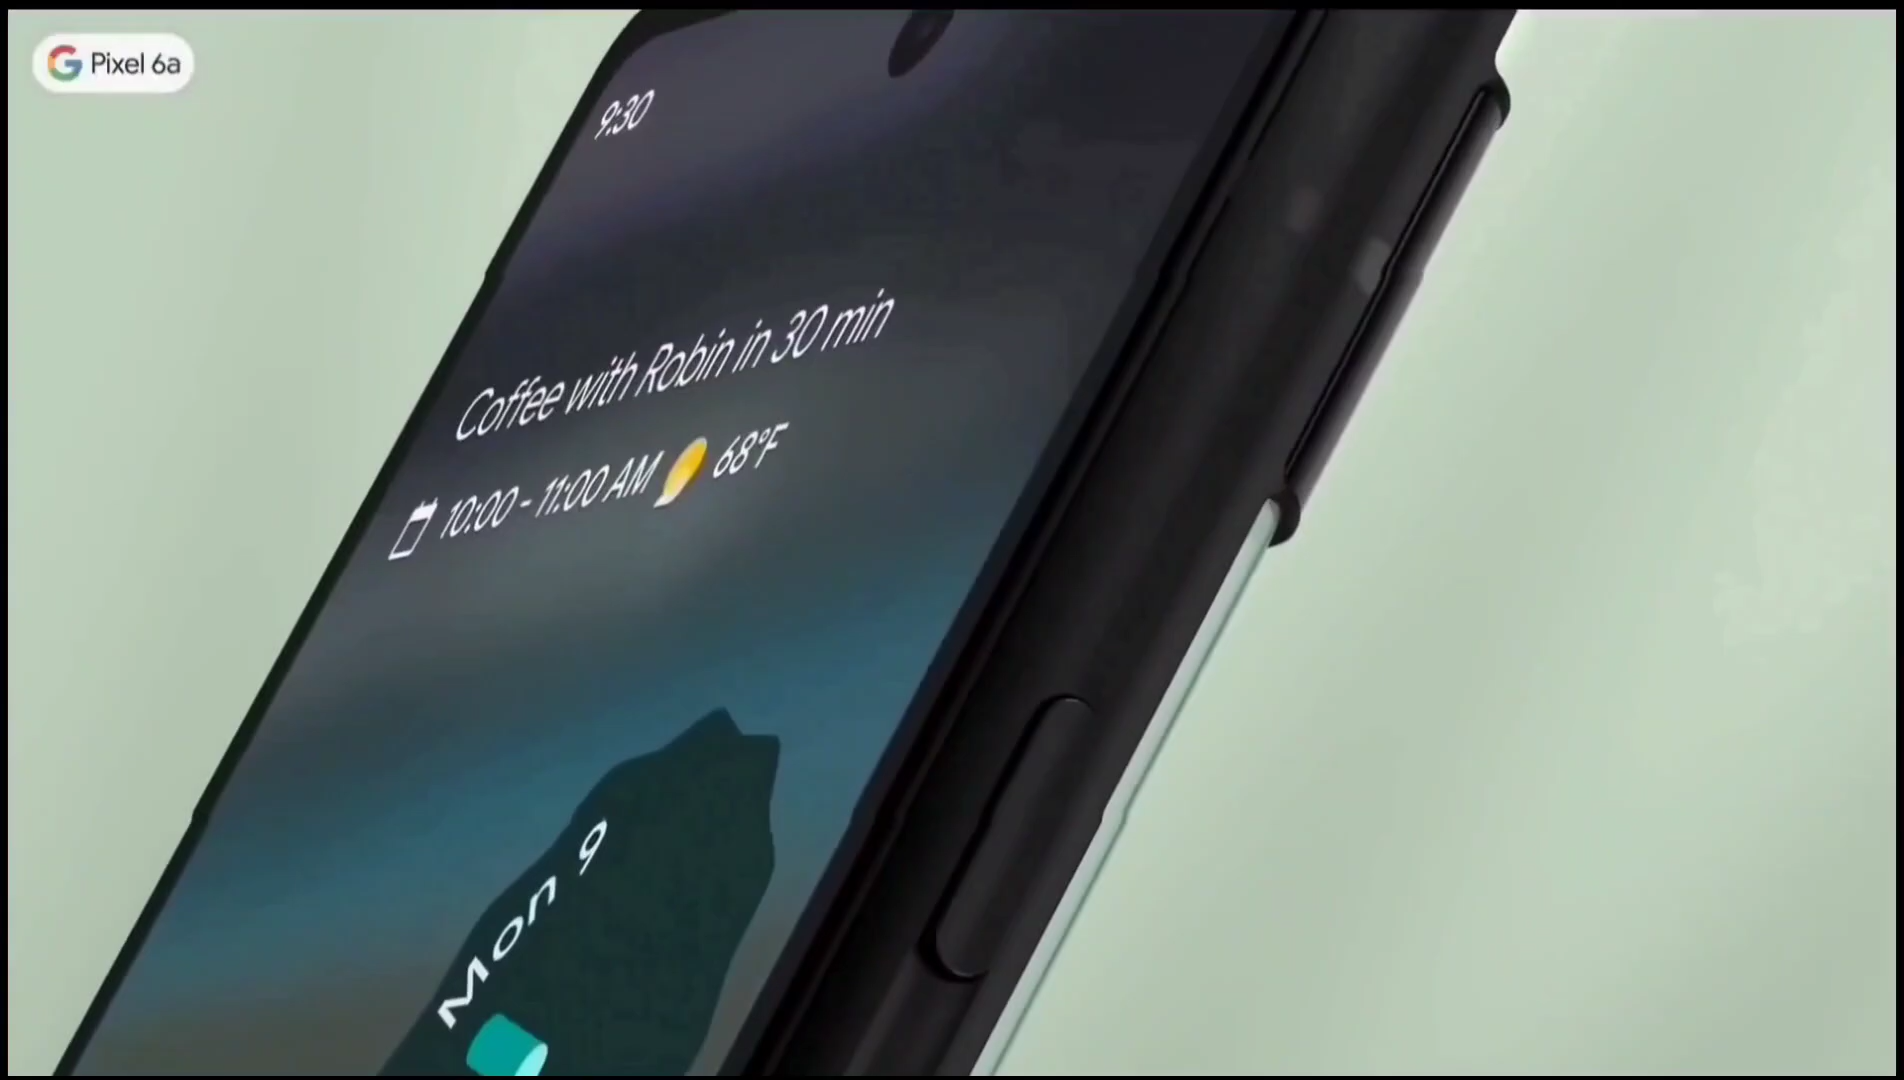 Pixel 6a
9:30
Coffee with Robin in 30 min
10:00 - 11:00 AM 68°F
Mon 9